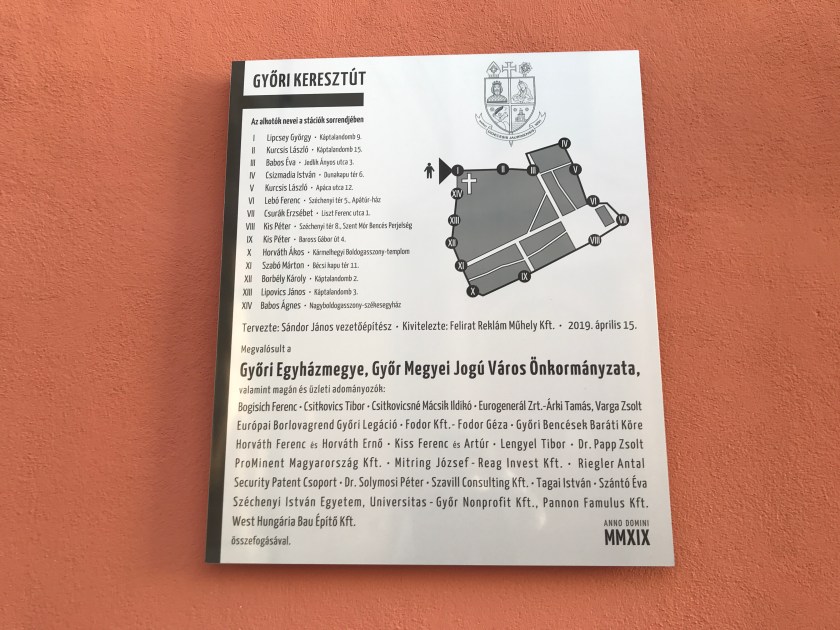 GYŐRI KERESZTÚT
Az alkotók nevei a stációk sorrendjében
I Lipcsey György • Káptalandomb 9.
II Kurcsis László • Káptalandomb 15.
III Babos Éva • Jedlik Ányos utca 3.
IV Csizmadia István • Dunakapu tér 6.
V Kurcsis László • Apáca utca 12.
VI Lebó Ferenc • Széchenyi tér 5., Apátúr-ház
VII Csurák Erzsébet • Liszt Ferenc utca 1.
VIII Kis Péter • Széchenyi tér 8., Szent Mór Bencés Perjelség
IX Kis Péter • Baross Gábor út 4.
X Horváth Ákos • Kármelhegyi Boldogasszony-templom
XI Szabó Márton • Bécsi kapu tér 11.
XII Borbély Károly • Káptalandomb 2.
XIII Lipovics János • Káptalandomb 3.
XIV Babos Ágnes • Nagyboldogasszony-székesegyház
IV
I II III V
XIV
VI
XIII VII
XII VIII
XI IX
X
Tervezte: Sándor János vezetőépítész • Kivitelezte: Felirat Reklám Műhely Kft. • 2019. április 15.
Megvalósult a
Győri Egyházmegye, Győr Megyei Jogú Város Önkormányzata,
valamint magán és üzleti adományozók:
Bogisich Ferenc • Csitkovics Tibor • Csitkovicsné Mácsik Ildikó • Eurogenerál Zrt.-Árki Tamás, Varga Zsolt
Európai Borlovagrend Győri Legáció • Fodor Kft.- Fodor Géza • Győri Bencések Baráti Köre
Horváth Ferenc és Horváth Ernő • Kiss Ferenc és Artúr • Lengyel Tibor • Dr. Papp Zsolt
ProMinent Magyarország Kft. • Mitring József - Reag Invest Kft. • Riegler Antal
Security Patent Csoport • Dr. Solymosi Péter • Szavill Consulting Kft. • Tagai István • Szántó Éva
Széchenyi István Egyetem, Universitas - Győr Nonprofit Kft., Pannon Famulus Kft.
West Hungária Bau Építő Kft.
összefogásával.
ANNO DOMINI
MMXIX